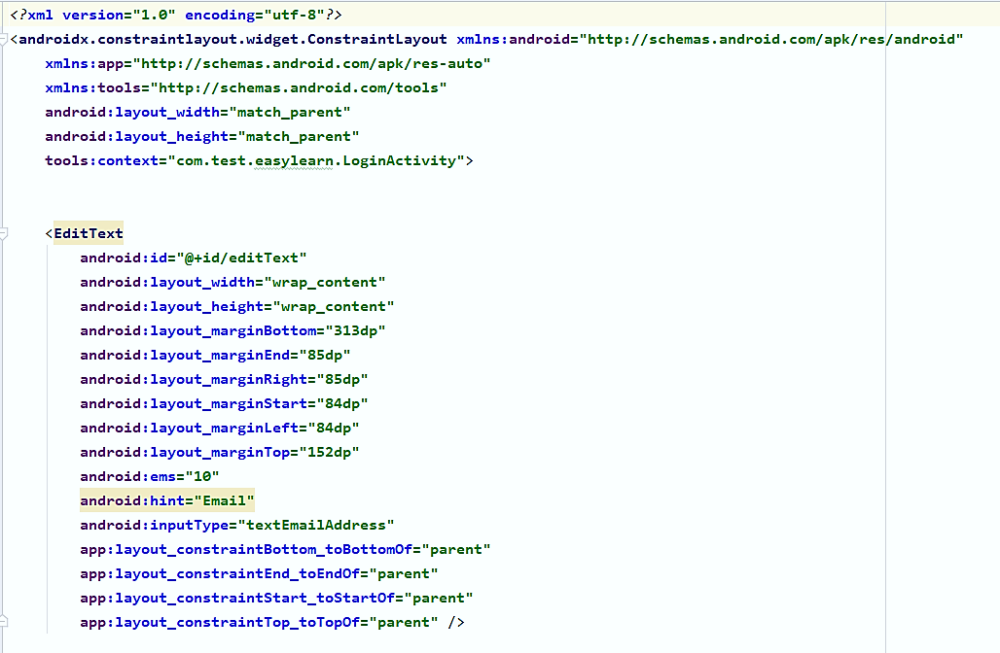 <?xml version="1.0" encoding="utf-8"?>
<androidx.constraintlayout.widget.ConstraintLayout xmlns:android="http://schemas.android.com/apk/res/android"
xmlns:app="http://schemas.android.com/apk/res-auto"
xmlns:tools="http://schemas.android.com/tools"
android:layout_width="match_parent"
android:layout_height="match_parent"
tools:context="com.test.easylearn.LoginActivity">
<EditText
android:id="@+id/editText"
android:layout_width="wrap_content"
android:layout_height="wrap_content"
android:layout_marginBottom="313dp"
android:layout_marginEnd="85dp"
android:layout_marginRight="85dp"
android:layout_marginStart="84dp"
android:layout_marginLeft="84dp"
android:layout_marginTop="152dp"
android:ems="10"
android:hint="Email"
android:inputType="textEmailAddress"
app:layout_constraintBottom_toBottomOf="parent"
app:layout_constraintEnd_toEndOf="parent"
app:layout_constraintStart_toStartOf="parent"
app:layout_constraintTop_toTopOf="parent" />